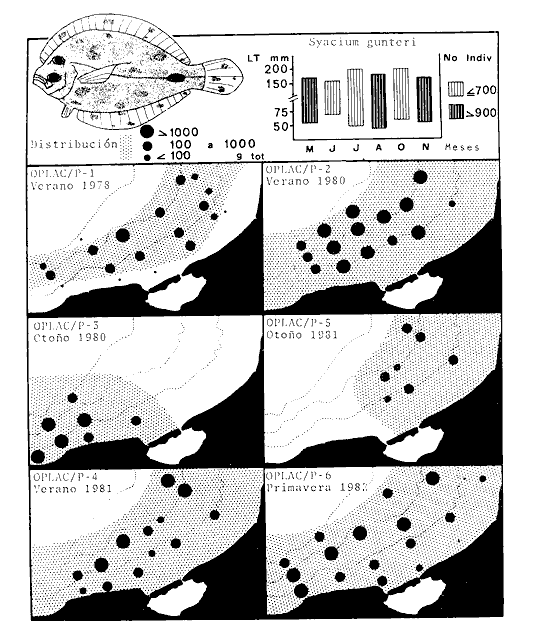 Syacium gunteri
LT mm
No Indiv
200
150
75
50
≤700
>900
M J J A O N Meses
Distribución
>1000
100 a 1000
< 100 g tot
OPLAC/P-1
Verano 1978
OPLAC/P-2
Verano 1980
OPLAC/P-3
Otoño 1980
OPLAC/P-5
Otoño 1981
OPLAC/P-4
Verano 1981
OPLAC/P-6
Primavera 1983